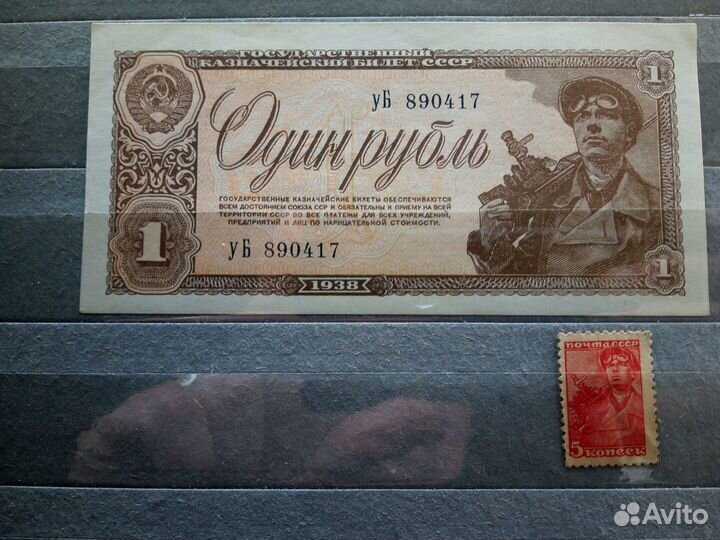 ГОСУДАРСТВЕННЫЙ
КАЗНАЧЕЙСКИЙ БИЛЕТ СССР
1
уБ 890417
Один рубль
ГОСУДАРСТВЕННЫЕ КАЗНАЧЕЙСКИЕ БИЛЕТЫ ОБЕСПЕЧИВАЮТСЯ
ВСЕМ ДОСТОЯНИЕМ СОЮЗА ССР И ОБЯЗАТЕЛЬНЫ К ПРИЕМУ НА ВСЕЙ
ТЕРРИТОРИИ СССР ВО ВСЕ ПЛАТЕЖИ ДЛЯ ВСЕХ УЧРЕЖДЕНИЙ,
ПРЕДПРИЯТИЙ И ЛИЦ ПО НАРИЦАТЕЛЬНОЙ СТОИМОСТИ.
1
уБ 890417
1
1938
ПОЧТА СССР
5 копеек
Avito